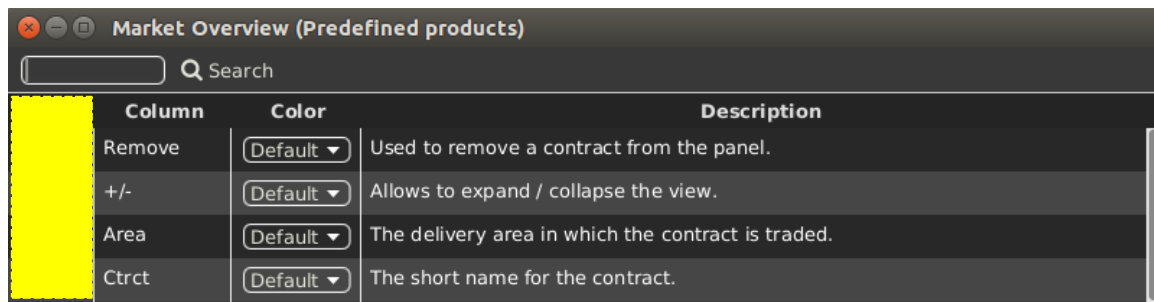 Market Overview (Predefined products)
Search
Column Color Description
Remove Default Used to remove a contract from the panel.
+/- Default Allows to expand / collapse the view.
Area Default The delivery area in which the contract is traded.
Ctrct Default The short name for the contract.